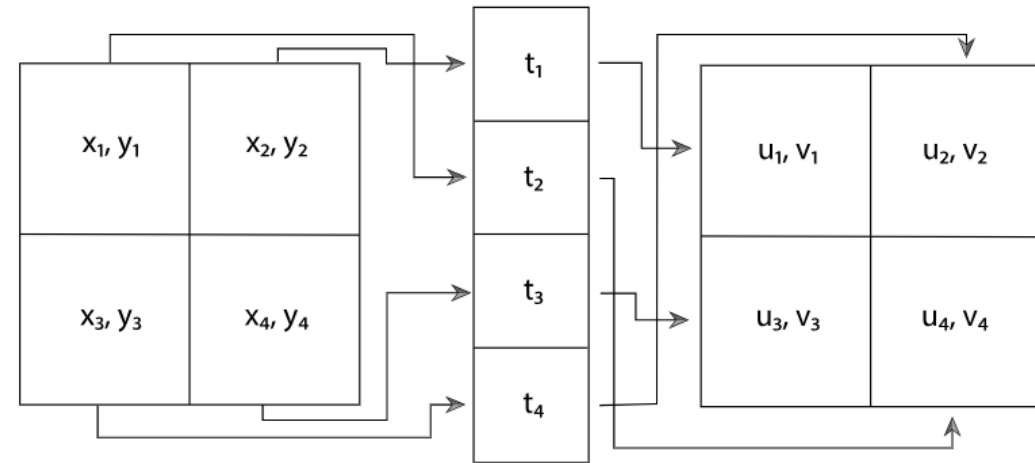 x₁, y₁
x₂, y₂
x₃, y₃
x₄, y₄
t₁
t₂
t₃
t₄
u₁, v₁
u₂, v₂
u₃, v₃
u₄, v₄